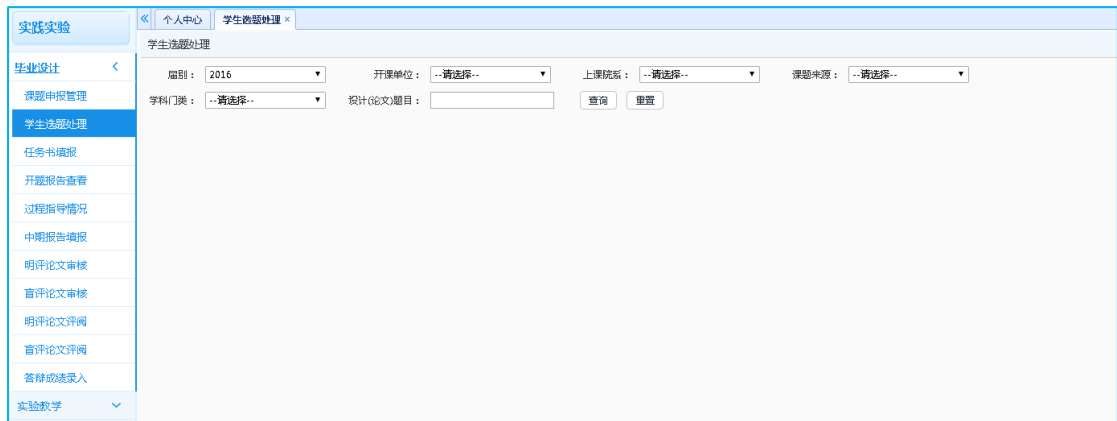 实践实验
毕业设计
课题申报管理
学生选题处理
任务书填报
开题报告查看
过程指导情况
中期报告填报
明评论文审核
盲评论文审核
明评论文评阅
盲评论文评阅
答辩成绩录入
实验教学
个人中心 学生选题处理 ×
学生选题处理
届别： 2016 开课单位： --请选择-- 上课院系： --请选择-- 课题来源： --请选择--
学科门类： --请选择-- 设计(论文)题目： 查询 重置